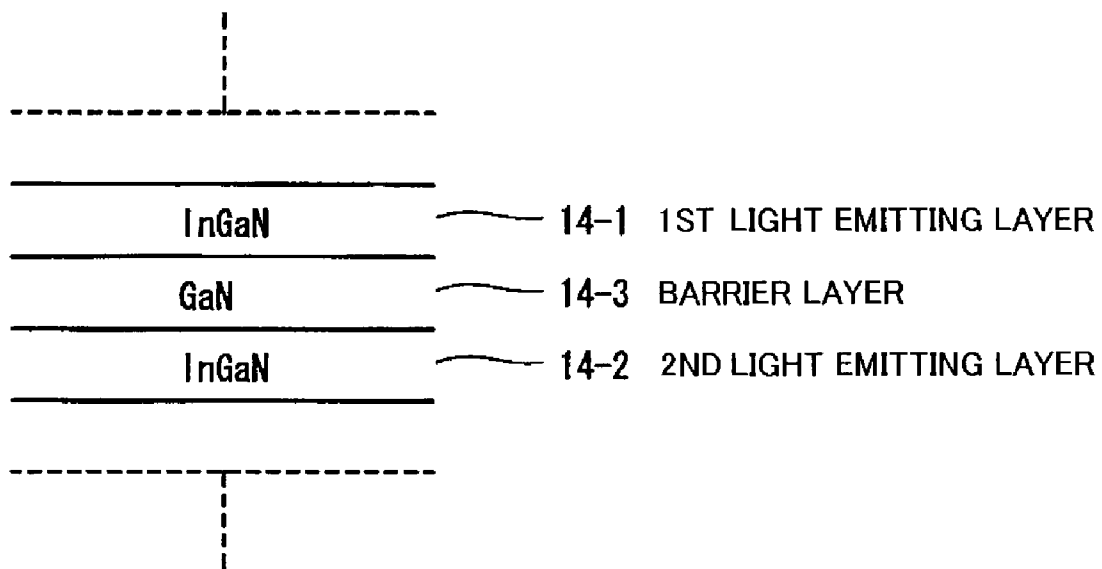 InGaN 14-1 1ST LIGHT EMITTING LAYER
GaN 14-3 BARRIER LAYER
InGaN 14-2 2ND LIGHT EMITTING LAYER